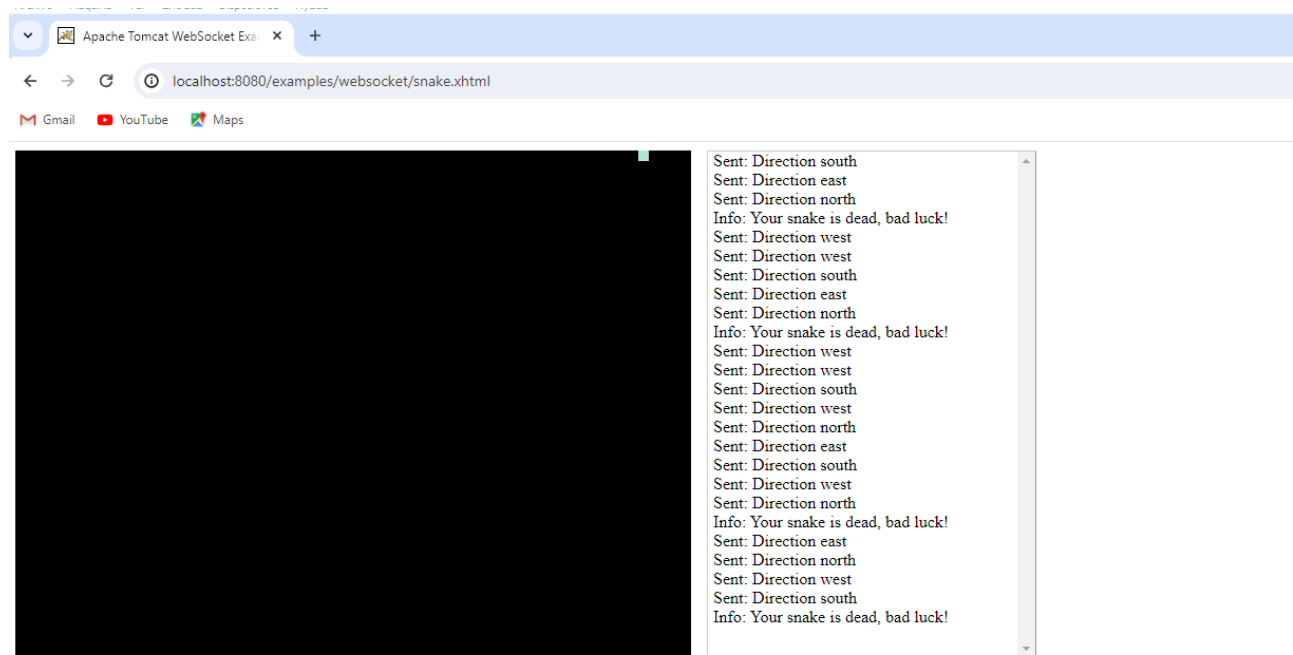 Apache Tomcat WebSocket Exa
localhost:8080/examples/websocket/snake.xhtml
Gmail YouTube Maps
Sent: Direction south
Sent: Direction east
Sent: Direction north
Info: Your snake is dead, bad luck!
Sent: Direction west
Sent: Direction west
Sent: Direction south
Sent: Direction east
Sent: Direction north
Info: Your snake is dead, bad luck!
Sent: Direction west
Sent: Direction west
Sent: Direction south
Sent: Direction west
Sent: Direction north
Sent: Direction east
Sent: Direction south
Sent: Direction west
Sent: Direction north
Info: Your snake is dead, bad luck!
Sent: Direction east
Sent: Direction north
Sent: Direction west
Sent: Direction south
Info: Your snake is dead, bad luck!